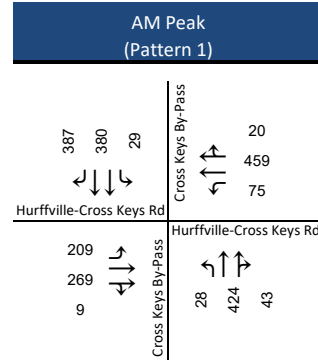 AM Peak
(Pattern 1)
387 380 29
Cross Keys By-Pass
20
459
75
Hurffville-Cross Keys Rd
Hurffville-Cross Keys Rd
209
269
9
Cross Keys By-Pass
28 424 43